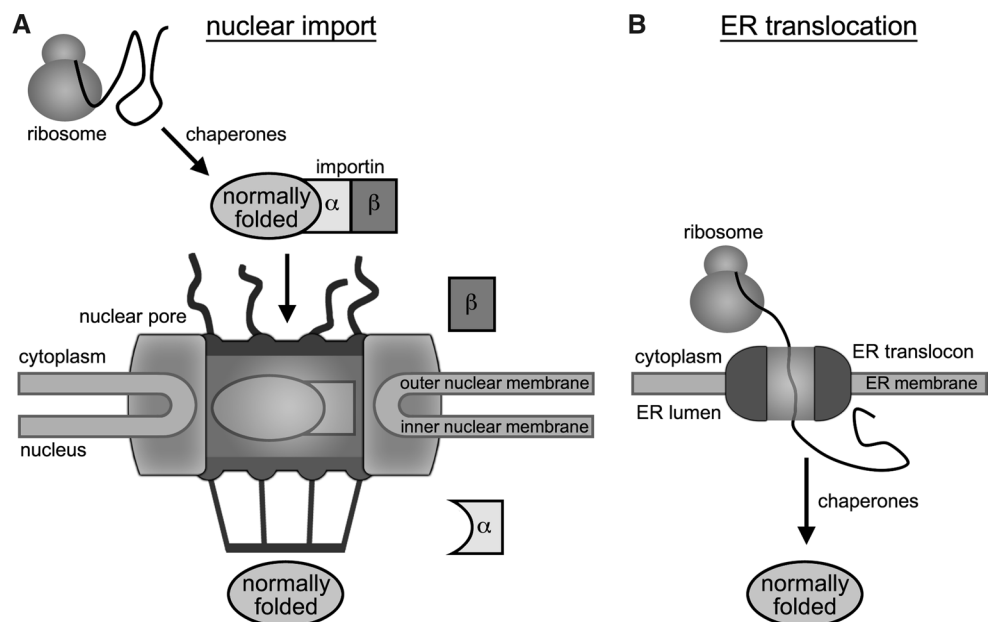 A
nuclear import
ribosome
chaperones
importin
normally
folded
α
β
nuclear pore
β
cytoplasm
outer nuclear membrane
inner nuclear membrane
nucleus
α
normally
folded
B
ER translocation
ribosome
cytoplasm
ER translocon
ER membrane
ER lumen
chaperones
normally
folded